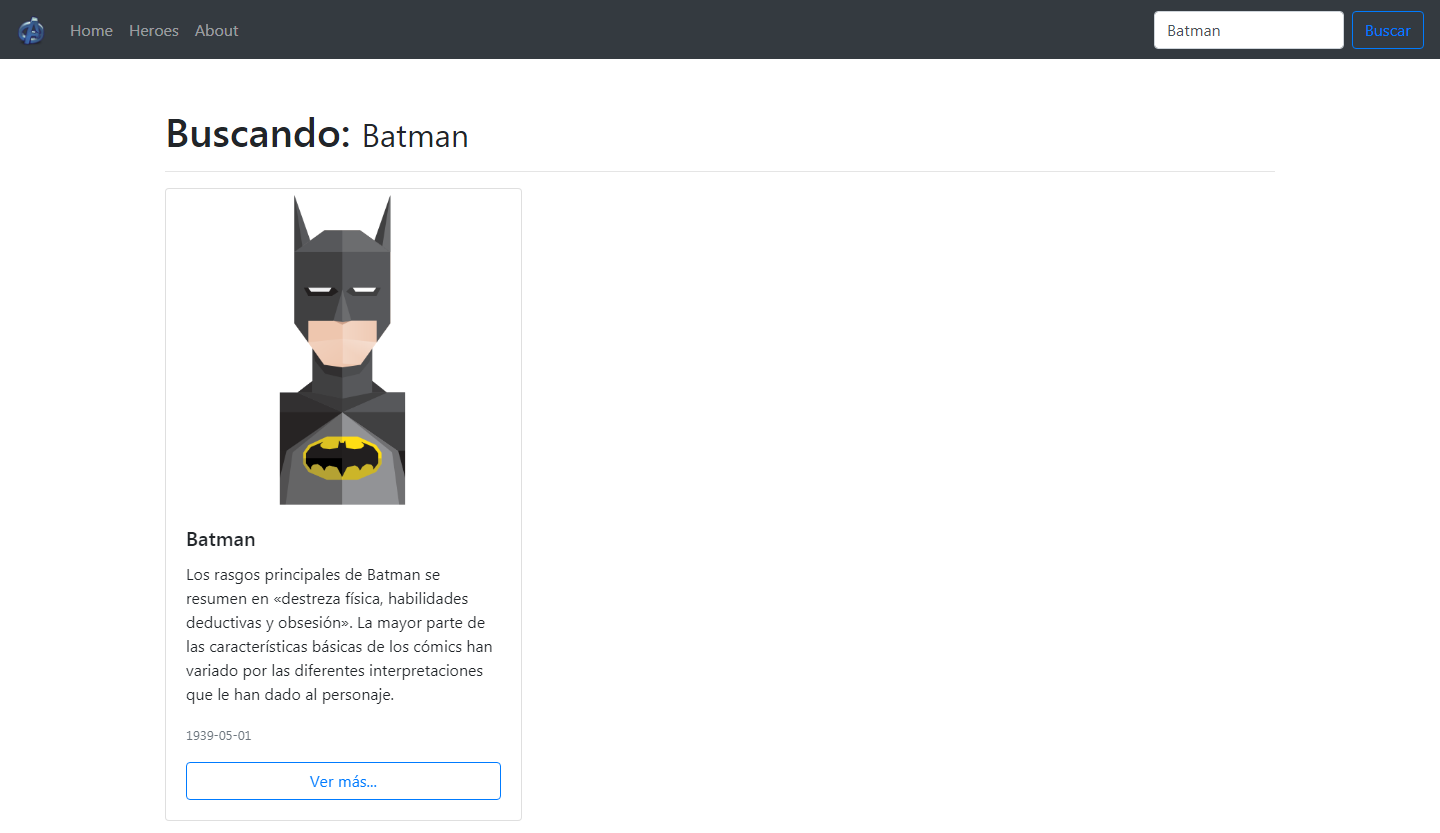 Home Heroes About Batman Buscar
Buscando: Batman
Batman
Los rasgos principales de Batman se
resumen en «destreza física, habilidades
deductivas y obsesión». La mayor parte de
las características básicas de los cómics han
variado por las diferentes interpretaciones
que le han dado al personaje.
1939-05-01
Ver más...